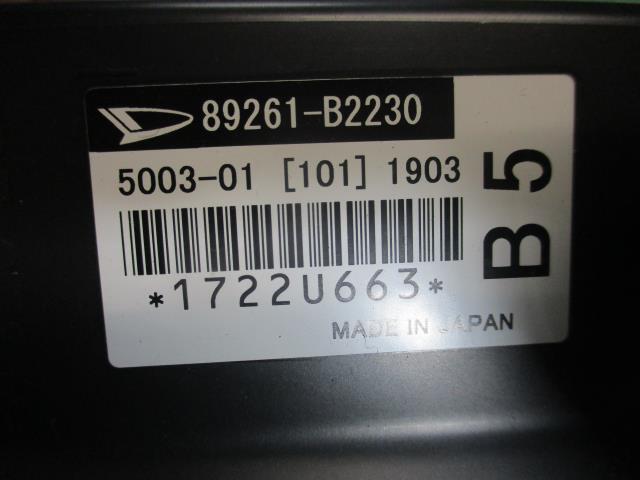 89261-B2230
5003-01 [101] 1903
B5
*1722U663*
MADE IN JAPAN